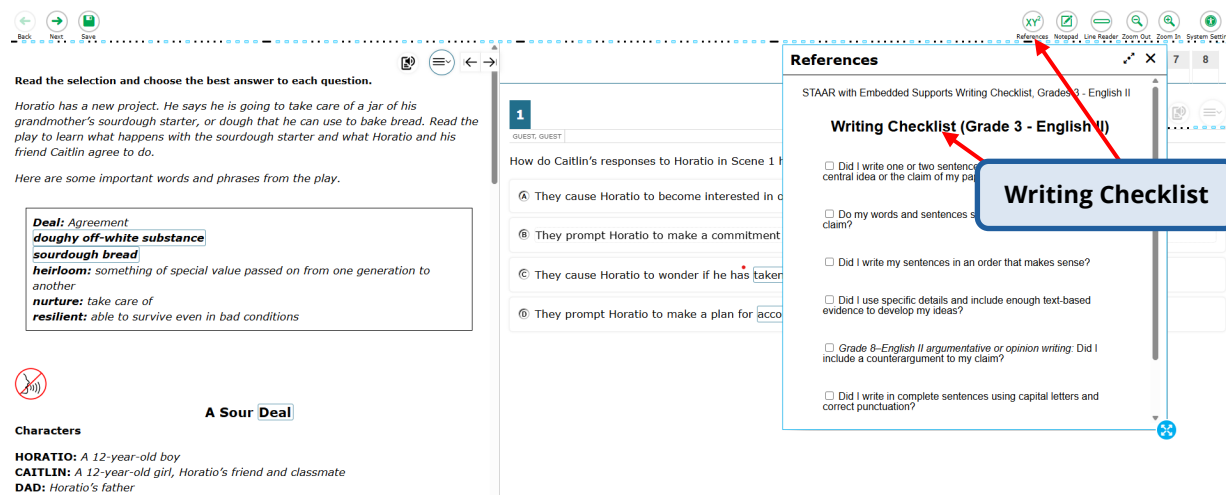 Back Next Save
References Notepad Line Reader Zoom Out Zoom In System Settin
Read the selection and choose the best answer to each question.
Horatio has a new project. He says he is going to take care of a jar of his
grandmother’s sourdough starter, or dough that he can use to bake bread. Read the
play to learn what happens with the sourdough starter and what Horatio and his
friend Caitlin agree to do.
Here are some important words and phrases from the play.
Deal: Agreement
doughy off-white substance
sourdough bread
heirloom: something of special value passed on from one generation to
another
nurture: take care of
resilient: able to survive even in bad conditions
A Sour Deal
Characters
HORATIO: A 12-year-old boy
CAITLIN: A 12-year-old girl, Horatio’s friend and classmate
DAD: Horatio’s father
7 8
1
GUEST, GUEST
How do Caitlin’s responses to Horatio in Scene 1 h
A They cause Horatio to become interested in
B They prompt Horatio to make a commitment
C They cause Horatio to wonder if he has taken
D They prompt Horatio to make a plan for acco
References
XY²
STAAR with Embedded Supports Writing Checklist, Grades 3 - English II
Writing Checklist (Grade 3 - English II)
Did I write one or two sentence
central idea or the claim of my pap
Do my words and sentences s
claim?
Did I write my sentences in an order that makes sense?
Did I use specific details and include enough text-based
evidence to develop my ideas?
Grade 8–English II argumentative or opinion writing: Did I
include a counterargument to my claim?
Did I write in complete sentences using capital letters and
correct punctuation?
Writing Checklist